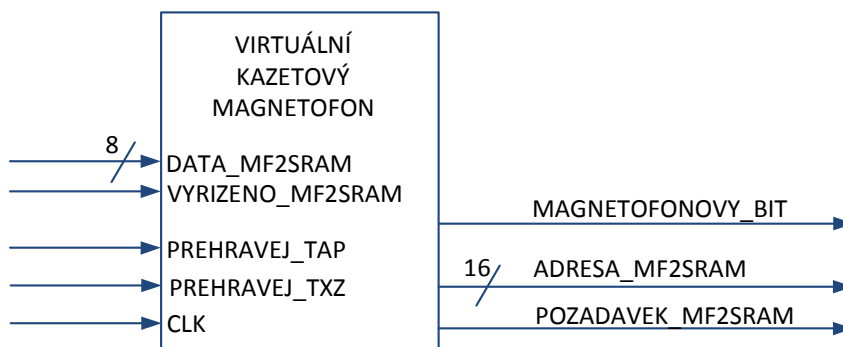 VIRTUÁLNÍ
KAZETOVÝ
MAGNETOFON
8
DATA_MF2SRAM
VYRIZENO_MF2SRAM
MAGNETOFONOVY_BIT
PREHRAVEJ_TAP
16
ADRESA_MF2SRAM
PREHRAVEJ_TXZ
POZADAVEK_MF2SRAM
CLK